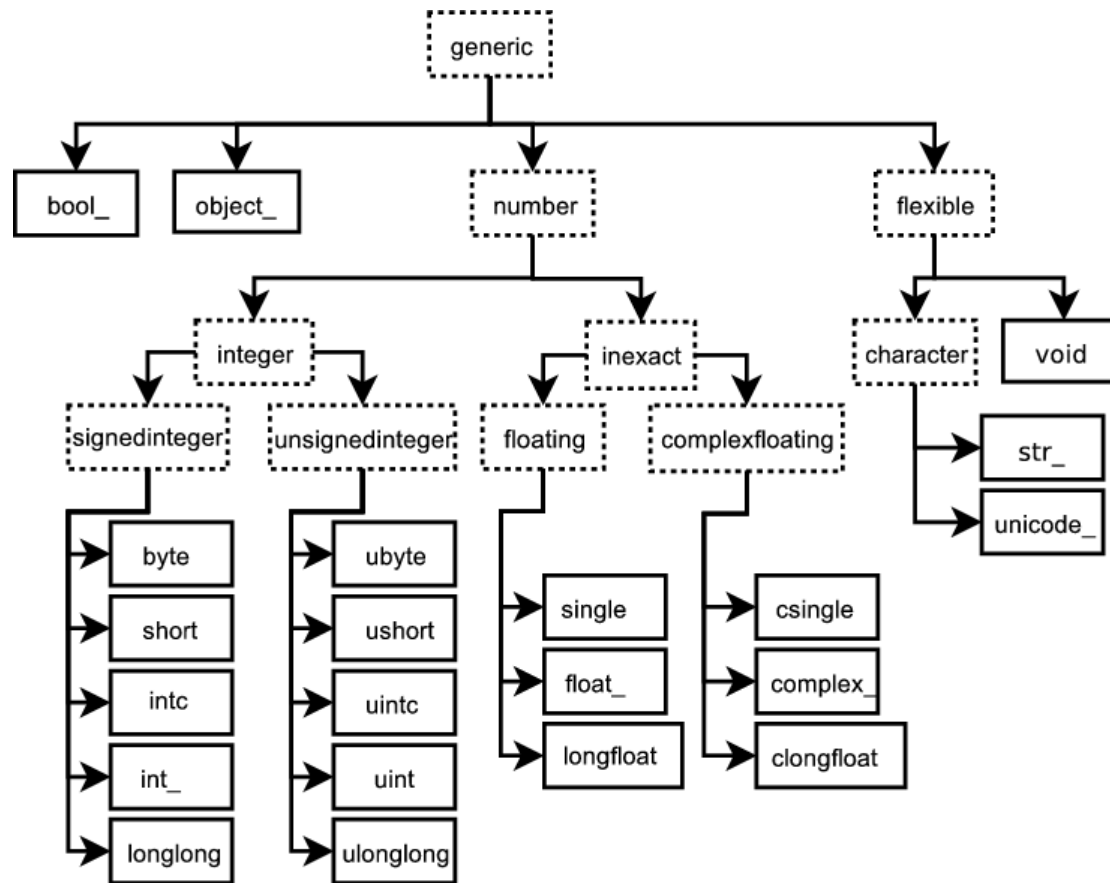 generic
bool_
object_
number
flexible
integer
inexact
character
void
signedinteger
unsignedinteger
floating
complexfloating
str_
unicode_
byte
ubyte
short
ushort
single
csingle
intc
uintc
float_
complex_
int_
uint
longfloat
clongfloat
longlong
ulonglong